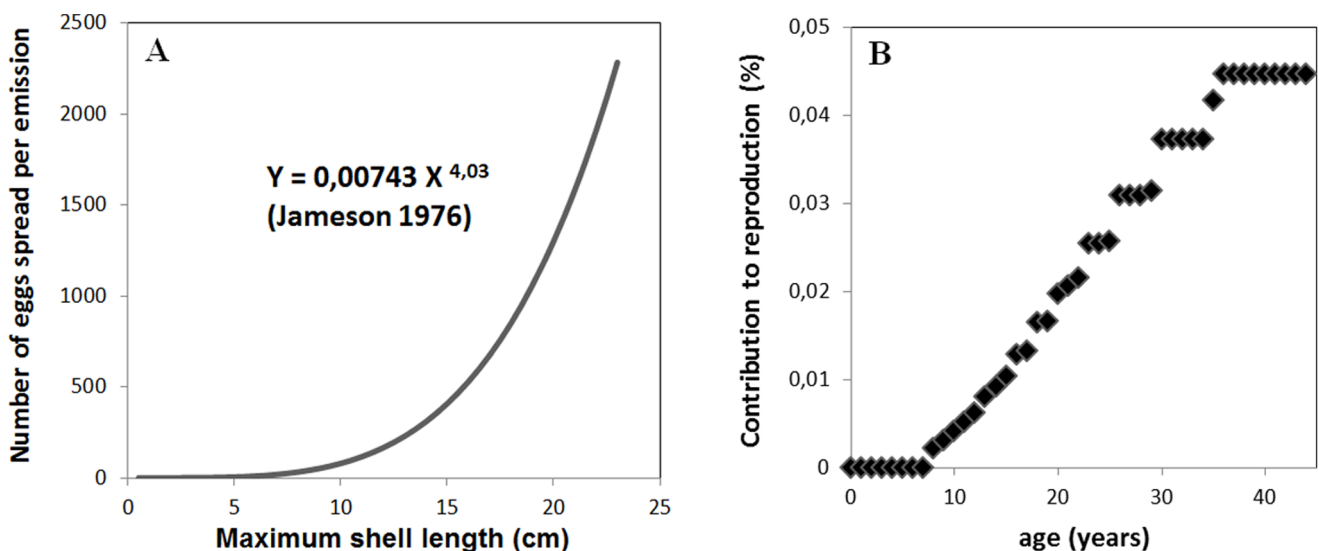 A
Number of eggs spread per emission
2500
2000
1500
1000
500
0
Y = 0,00743 X 4,03
(Jameson 1976)
0 5 10 15 20 25
Maximum shell length (cm)
B
Contribution to reproduction (%)
0,05
0,04
0,03
0,02
0,01
0
0 10 20 30 40
age (years)